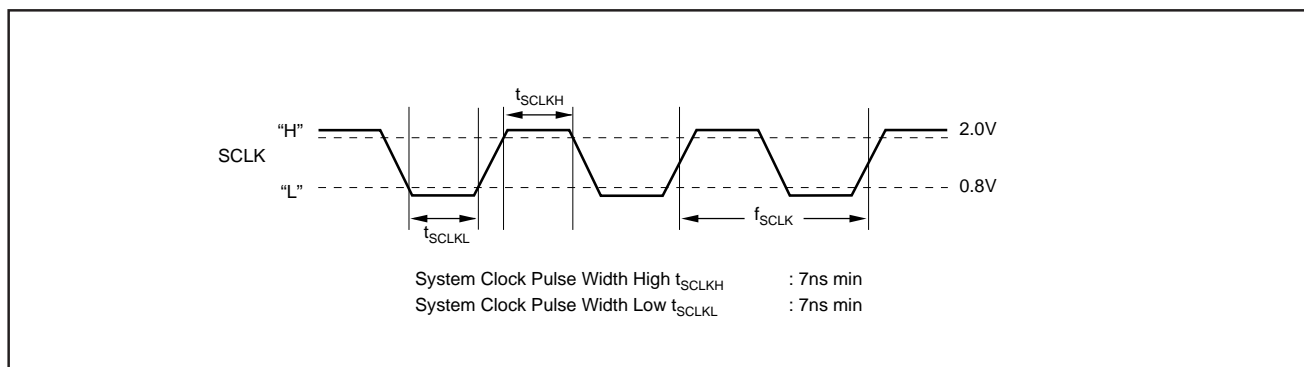 tSCLKH
“H”
2.0V
SCLK
“L”
0.8V
tSCLKL
fSCLK
System Clock Pulse Width High tSCLKH : 7ns min
System Clock Pulse Width Low tSCLKL : 7ns min